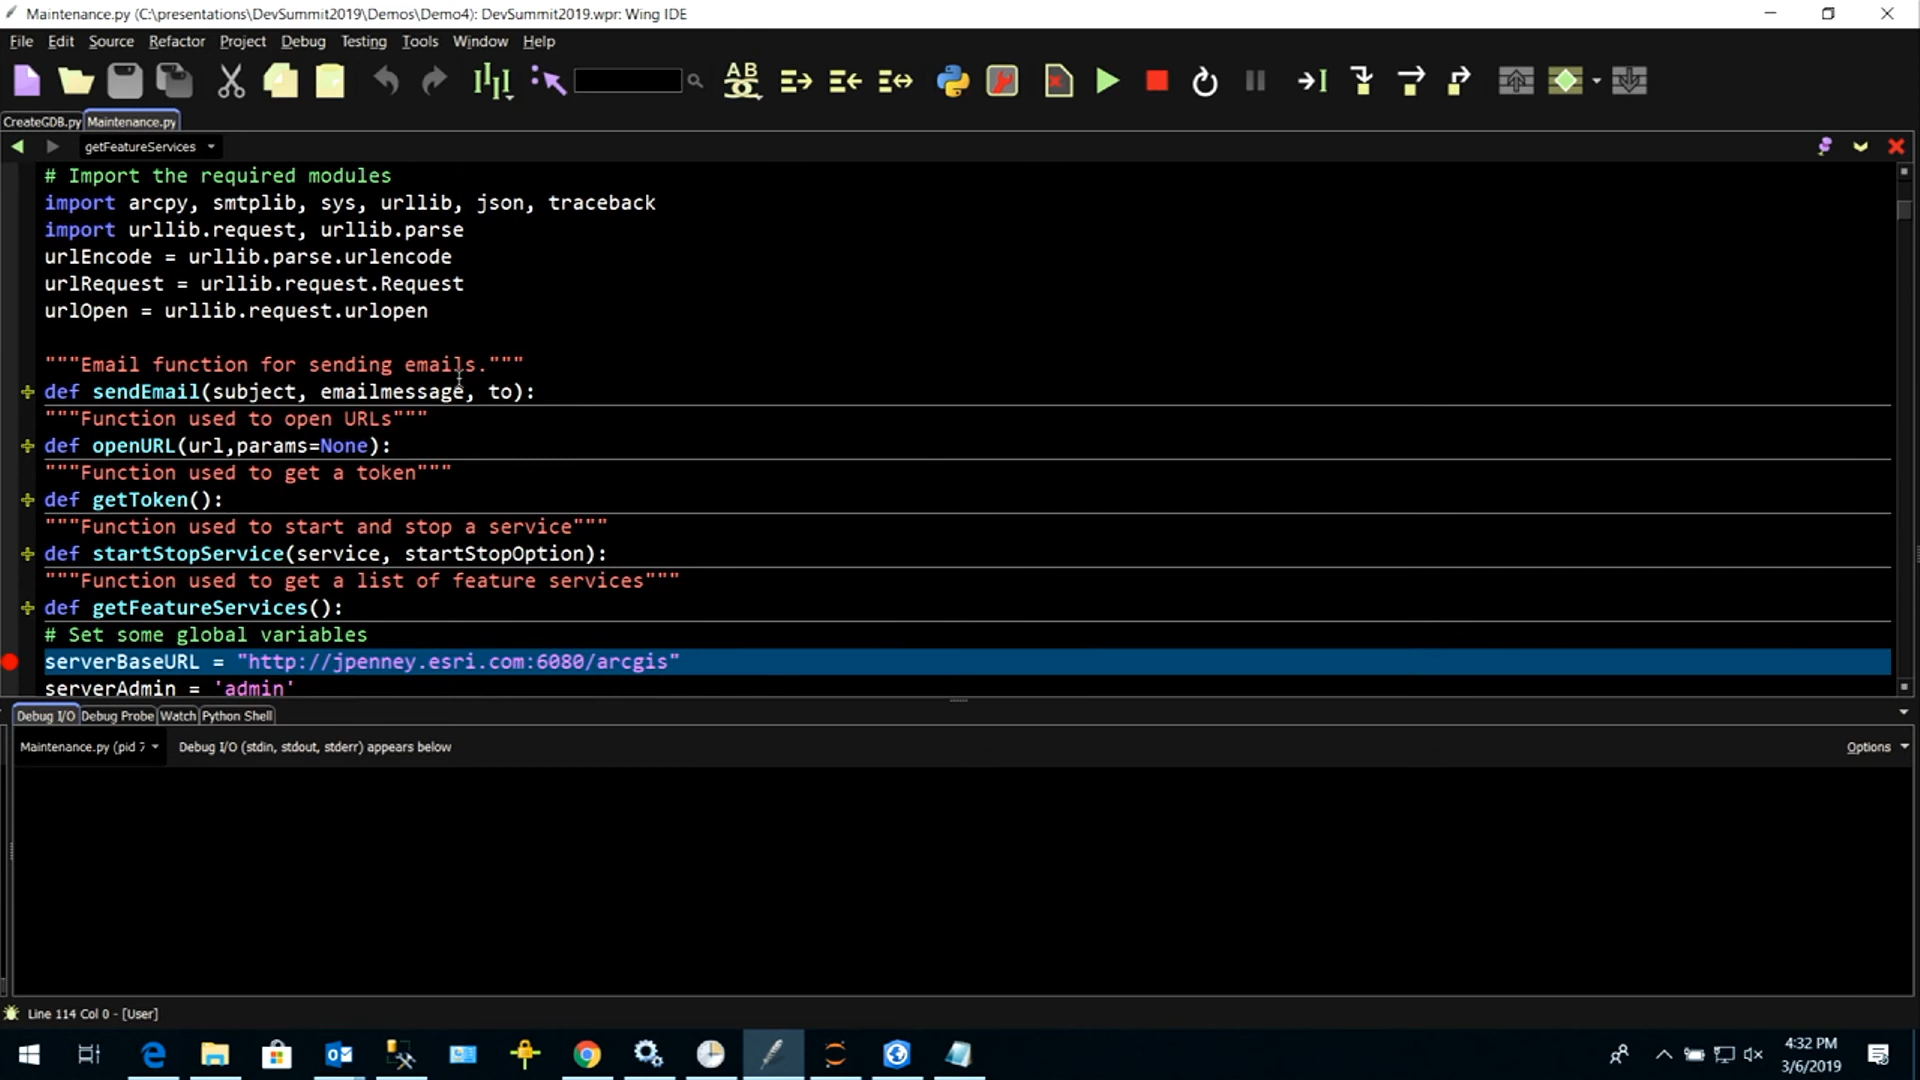 Maintenance.py (C:\presentations\DevSummit2019\Demos\Demo4): DevSummit2019.wpr: Wing IDE
File Edit Source Refactor Project Debug Testing Tools Window Help
AB
CreateGDB.py Maintenance.py
getFeatureServices
# Import the required modules
import arcpy, smtplib, sys, urllib, json, traceback
import urllib.request, urllib.parse
urlEncode = urllib.parse.urlencode
urlRequest = urllib.request.Request
urlOpen = urllib.request.urlopen
"""Email function for sending emails."""
def sendEmail(subject, emailmessage, to):
"""Function used to open URLs"""
def openURL(url,params=None):
"""Function used to get a token"""
def getToken():
"""Function used to start and stop a service"""
def startStopService(service, startStopOption):
"""Function used to get a list of feature services"""
def getFeatureServices():
# Set some global variables
serverBaseURL = "http://jpenney.esri.com:6080/arcgis"
serverAdmin = 'admin'
Debug I/O Debug Probe Watch Python Shell
Maintenance.py (pid 7 Debug I/O (stdin, stdout, stderr) appears below Options
Line 114 Col 0 - [User]
4:32 PM
3/6/2019